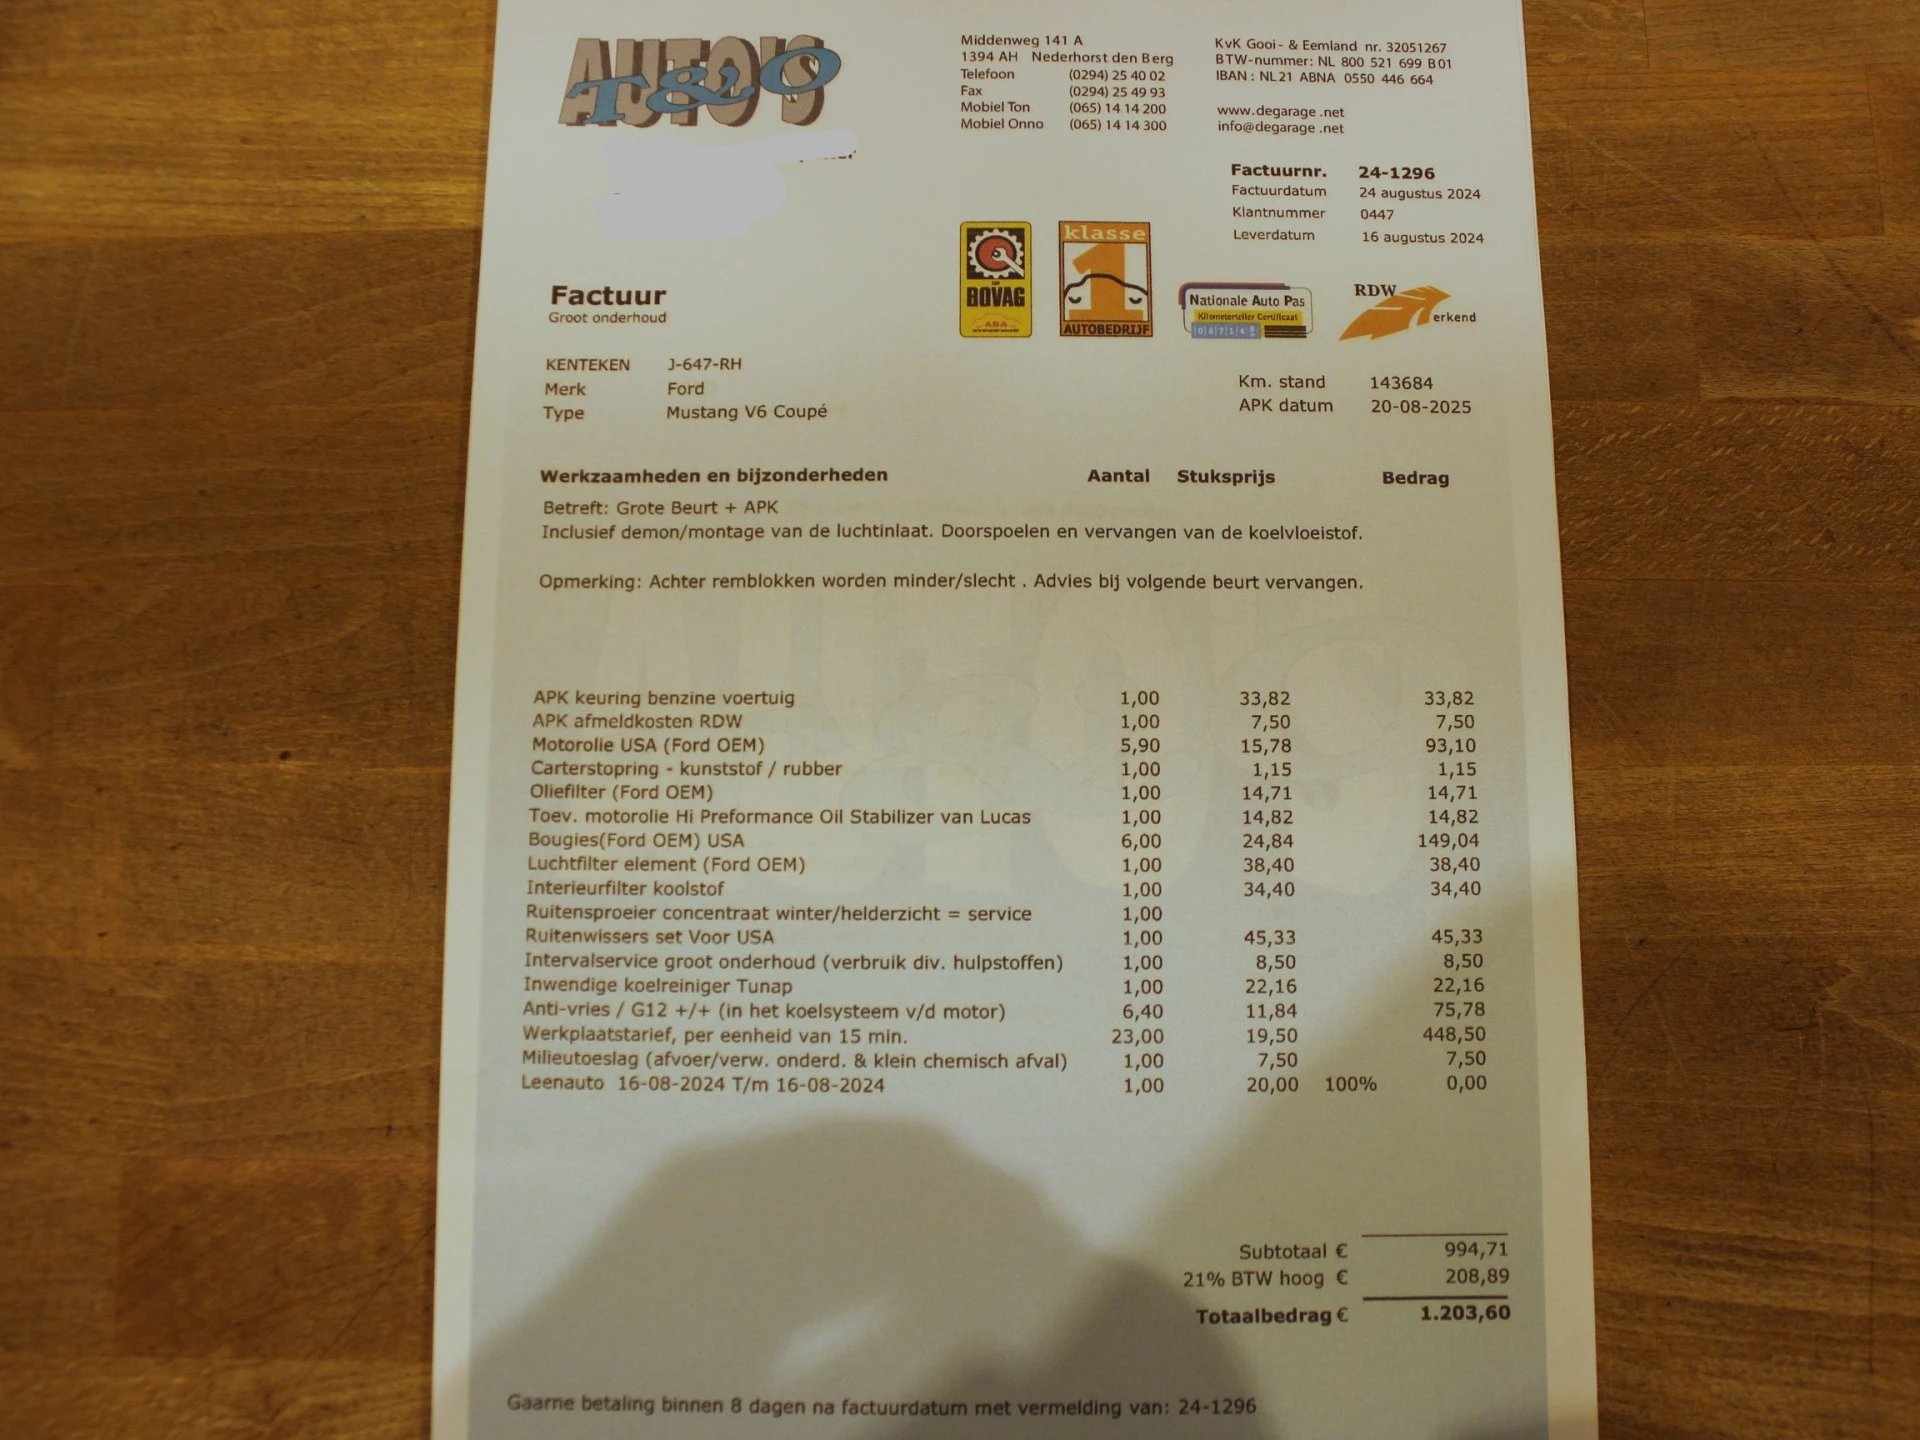 AUTO'S
T&O
Middenweg 141 A
1394 AH Nederhorst den Berg
Telefoon (0294) 25 40 02
Fax (0294) 25 49 93
Mobiel Ton (065) 14 14 200
Mobiel Onno (065) 14 14 300
KvK Gooi- & Eemland nr. 32051267
BTW-nummer: NL 800 521 699 B01
IBAN : NL21 ABNA 0550 446 664
www.degarage .net
info@degarage .net
Factuurnr. 24-1296
Factuurdatum 24 augustus 2024
Klantnummer 0447
Leverdatum 16 augustus 2024
BOVAG
ABA
klasse
1
AUTOBEDRIJF
Nationale Auto Pas
Kilometerteller Certificaat
RDW
erkend
Factuur
Groot onderhoud
KENTEKEN J-647-RH
Merk Ford
Type Mustang V6 Coupé
Km. stand 143684
APK datum 20-08-2025
Werkzaamheden en bijzonderheden Aantal Stuksprijs Bedrag
Betreft: Grote Beurt + APK
Inclusief demon/montage van de luchtinlaat. Doorspoelen en vervangen van de koelvloeistof.
Opmerking: Achter remblokken worden minder/slecht . Advies bij volgende beurt vervangen.
APK keuring benzine voertuig 1,00 33,82 33,82
APK afmeldkosten RDW 1,00 7,50 7,50
Motorolie USA (Ford OEM) 5,90 15,78 93,10
Carterstopring - kunststof / rubber 1,00 1,15 1,15
Oliefilter (Ford OEM) 1,00 14,71 14,71
Toev. motorolie Hi Preformance Oil Stabilizer van Lucas 1,00 14,82 14,82
Bougies(Ford OEM) USA 6,00 24,84 149,04
Luchtfilter element (Ford OEM) 1,00 38,40 38,40
Interieurfilter koolstof 1,00 34,40 34,40
Ruitensproeier concentraat winter/helderzicht = service 1,00
Ruitenwissers set Voor USA 1,00 45,33 45,33
Intervalservice groot onderhoud (verbruik div. hulpstoffen) 1,00 8,50 8,50
Inwendige koelreiniger Tunap 1,00 22,16 22,16
Anti-vries / G12 +/+ (in het koelsysteem v/d motor) 6,40 11,84 75,78
Werkplaatstarief, per eenheid van 15 min. 23,00 19,50 448,50
Milieutoeslag (afvoer/verw. onderd. & klein chemisch afval) 1,00 7,50 7,50
Leenauto 16-08-2024 T/m 16-08-2024 1,00 20,00 100% 0,00
Subtotaal € 994,71
21% BTW hoog € 208,89
Totaalbedrag € 1.203,60
Gaarne betaling binnen 8 dagen na factuurdatum met vermelding van: 24-1296